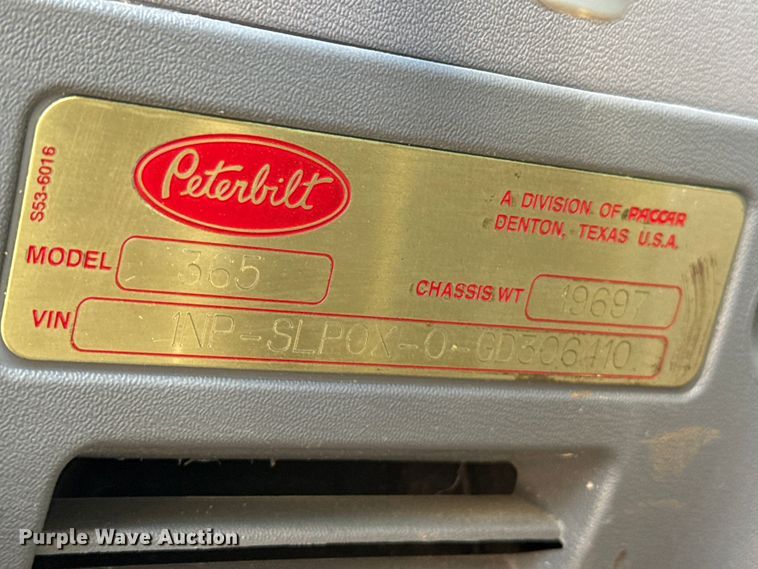 S53-6016
Peterbilt
A DIVISION OF PACCAR
DENTON, TEXAS U.S.A.
MODEL 365
CHASSIS WT 19697
VIN 1NP-SLP0X-0-GD306110
Purple Wave Auction